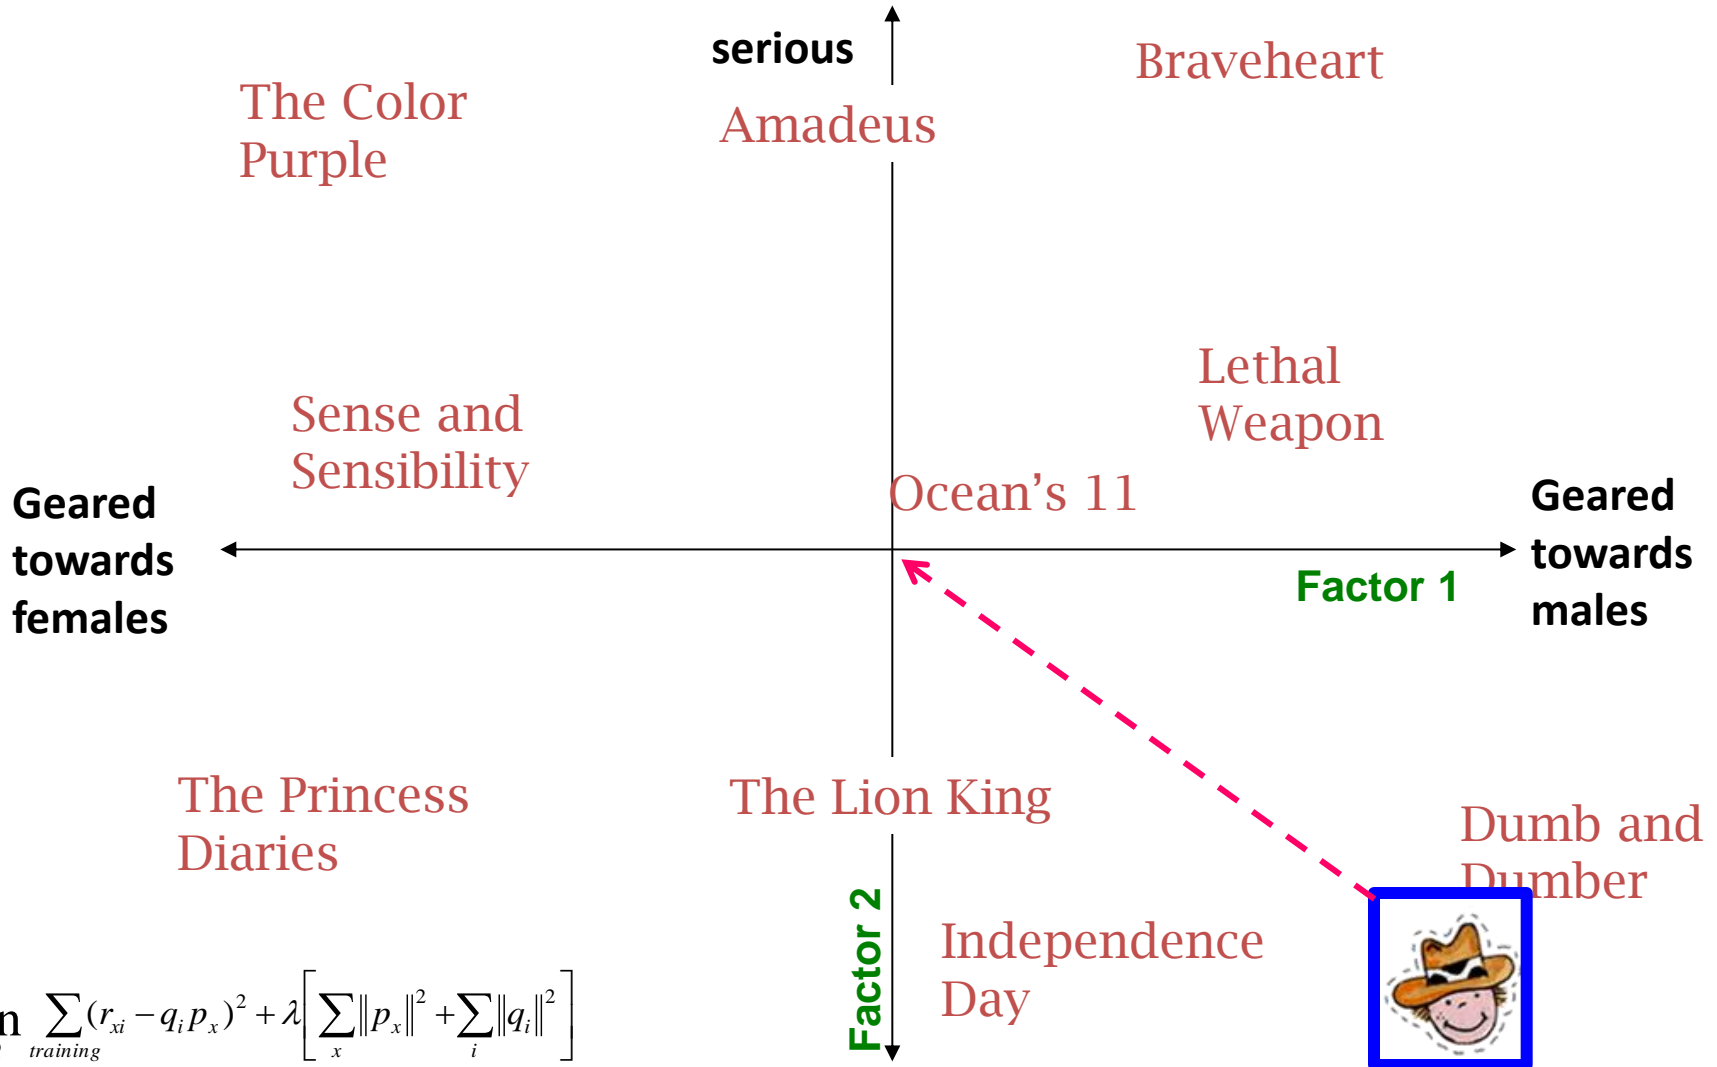 serious
Braveheart
The Color
Purple
Amadeus
Lethal
Weapon
Sense and
Sensibility
Ocean’s 11
Geared
towards
females
Geared
towards
males
Factor 1
The Princess
Diaries
The Lion King
Dumb and
Dumber
Factor 2
Independence
Day
n ∑ (r_{xi} − q_i p_x)^2 + λ [ ∑ ‖p_x‖^2 + ∑ ‖q_i‖^2 ]
training x i